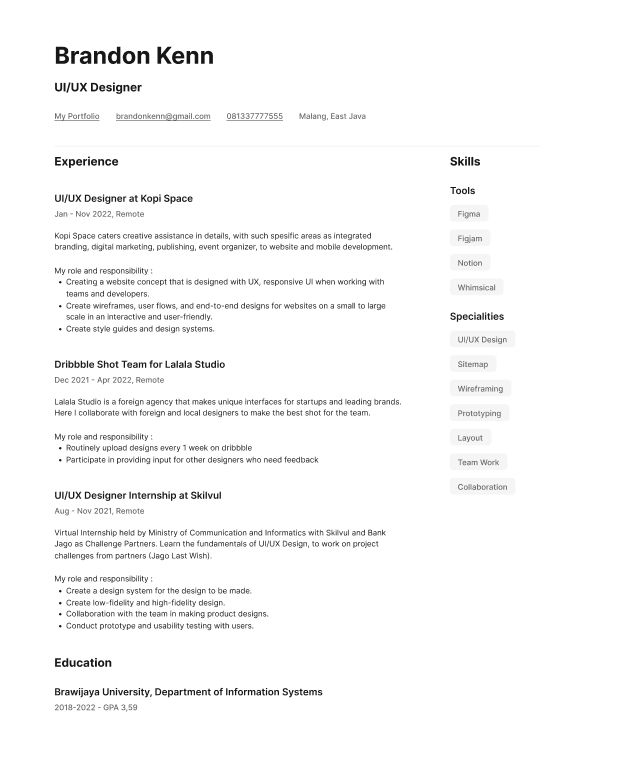 Brandon Kenn
UI/UX Designer
My Portfolio brandonkenn@gmail.com 081337777555 Malang, East Java
Experience
UI/UX Designer at Kopi Space
Jan - Nov 2022, Remote
Kopi Space caters creative assistance in details, with such spesific areas as integrated
branding, digital marketing, publishing, event organizer, to website and mobile development.
My role and responsibility :
• Creating a website concept that is designed with UX, responsive UI when working with
teams and developers.
• Create wireframes, user flows, and end-to-end designs for websites on a small to large
scale in an interactive and user-friendly.
• Create style guides and design systems.
Dribbble Shot Team for Lalala Studio
Dec 2021 - Apr 2022, Remote
Lalala Studio is a foreign agency that makes unique interfaces for startups and leading brands.
Here I collaborate with foreign and local designers to make the best shot for the team.
My role and responsibility :
• Routinely upload designs every 1 week on dribbble
• Participate in providing input for other designers who need feedback
UI/UX Designer Internship at Skilvul
Aug - Nov 2021, Remote
Virtual Internship held by Ministry of Communication and Informatics with Skilvul and Bank
Jago as Challenge Partners. Learn the fundamentals of UI/UX Design, to work on project
challenges from partners (Jago Last Wish).
My role and responsibility :
• Create a design system for the design to be made.
• Create low-fidelity and high-fidelity design.
• Collaboration with the team in making product designs.
• Conduct prototype and usability testing with users.
Education
Brawijaya University, Department of Information Systems
2018-2022 - GPA 3,59
Skills
Tools
Figma
Figjam
Notion
Whimsical
Specialities
UI/UX Design
Sitemap
Wireframing
Prototyping
Layout
Team Work
Collaboration